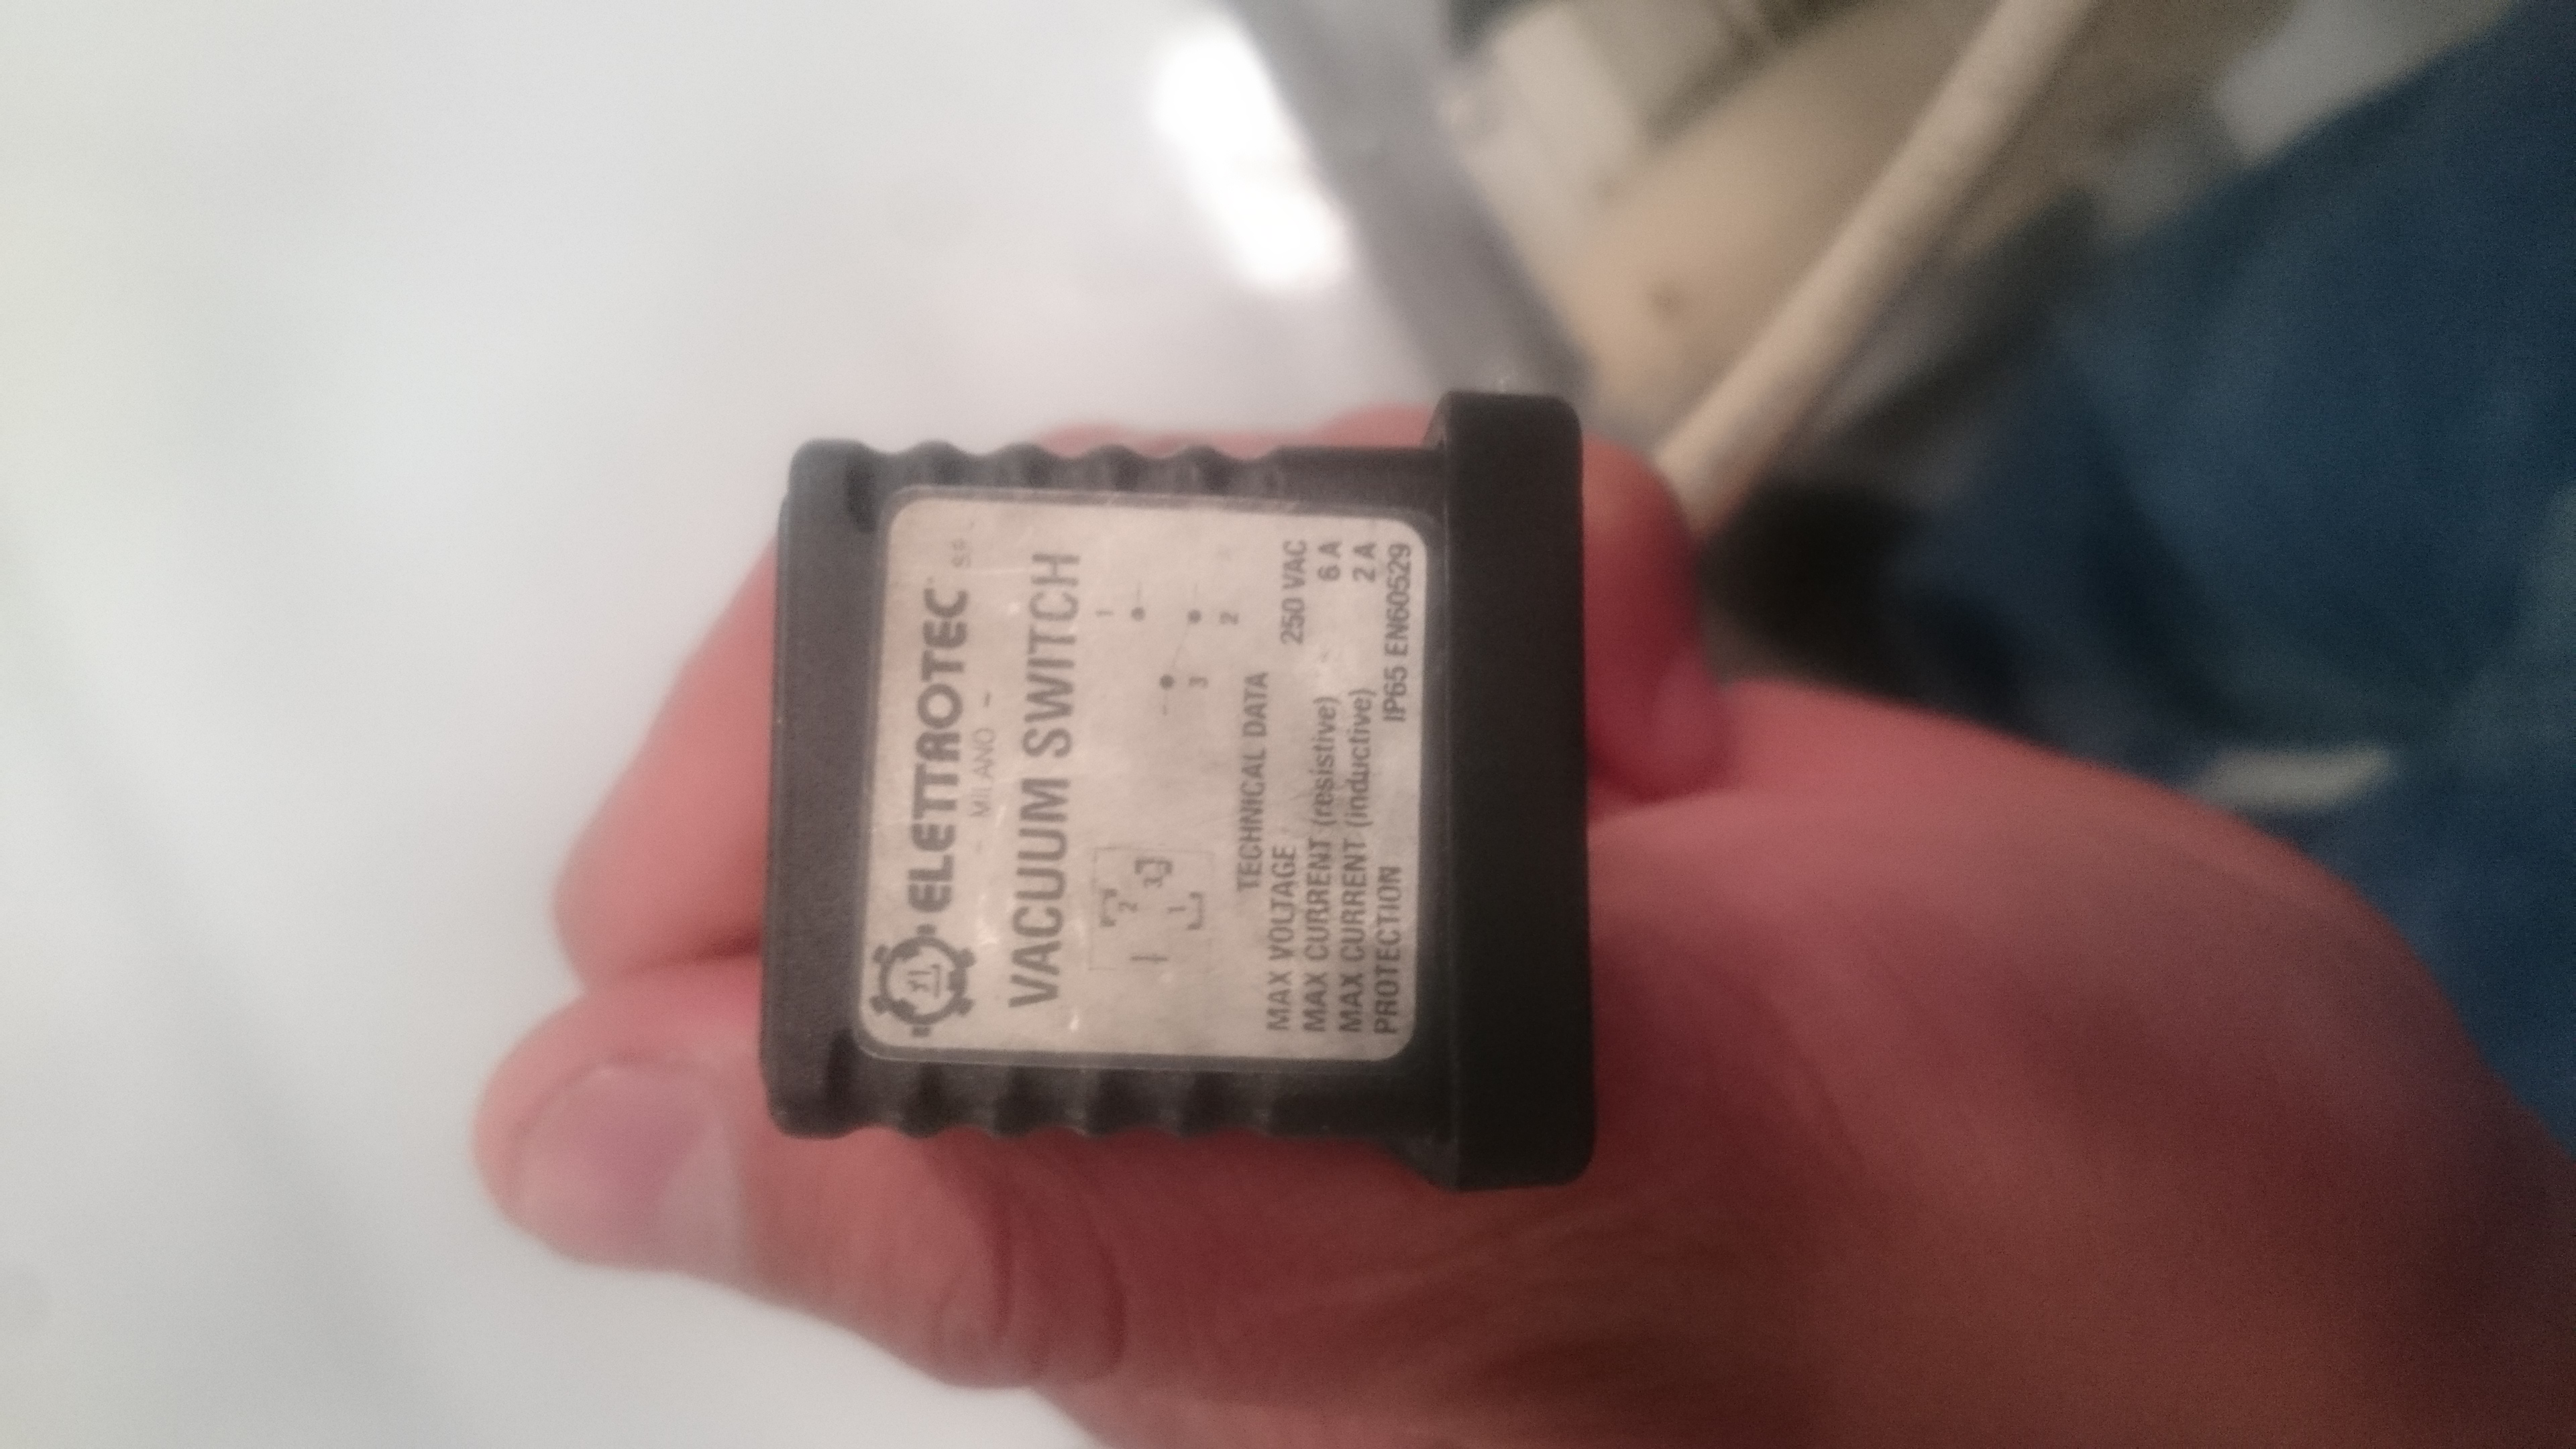 ELETTROTEC
- MILANO -
VACUUM SWITCH
1
2
3
2
3
1
TECHNICAL DATA
MAX VOLTAGE 250 VAC
MAX CURRENT (resistive) 6 A
MAX CURRENT (inductive) 2 A
PROTECTION IP65 EN60529